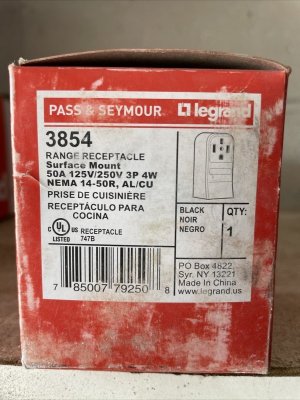 PASS & SEYMOUR
legrand
3854
RANGE RECEPTACLE
Surface Mount
50A 125V/250V 3P 4W
NEMA 14-50R, AL/CU
PRISE DE CUISINIÈRE
RECEPTÁCULO PARA
COCINA
C UL US
LISTED
RECEPTACLE
747B
BLACK
NOIR
NEGRO
QTY:
1
7 85007 79250 8
PO Box 4822,
Syr. NY 13221
Made In China
www.legrand.us